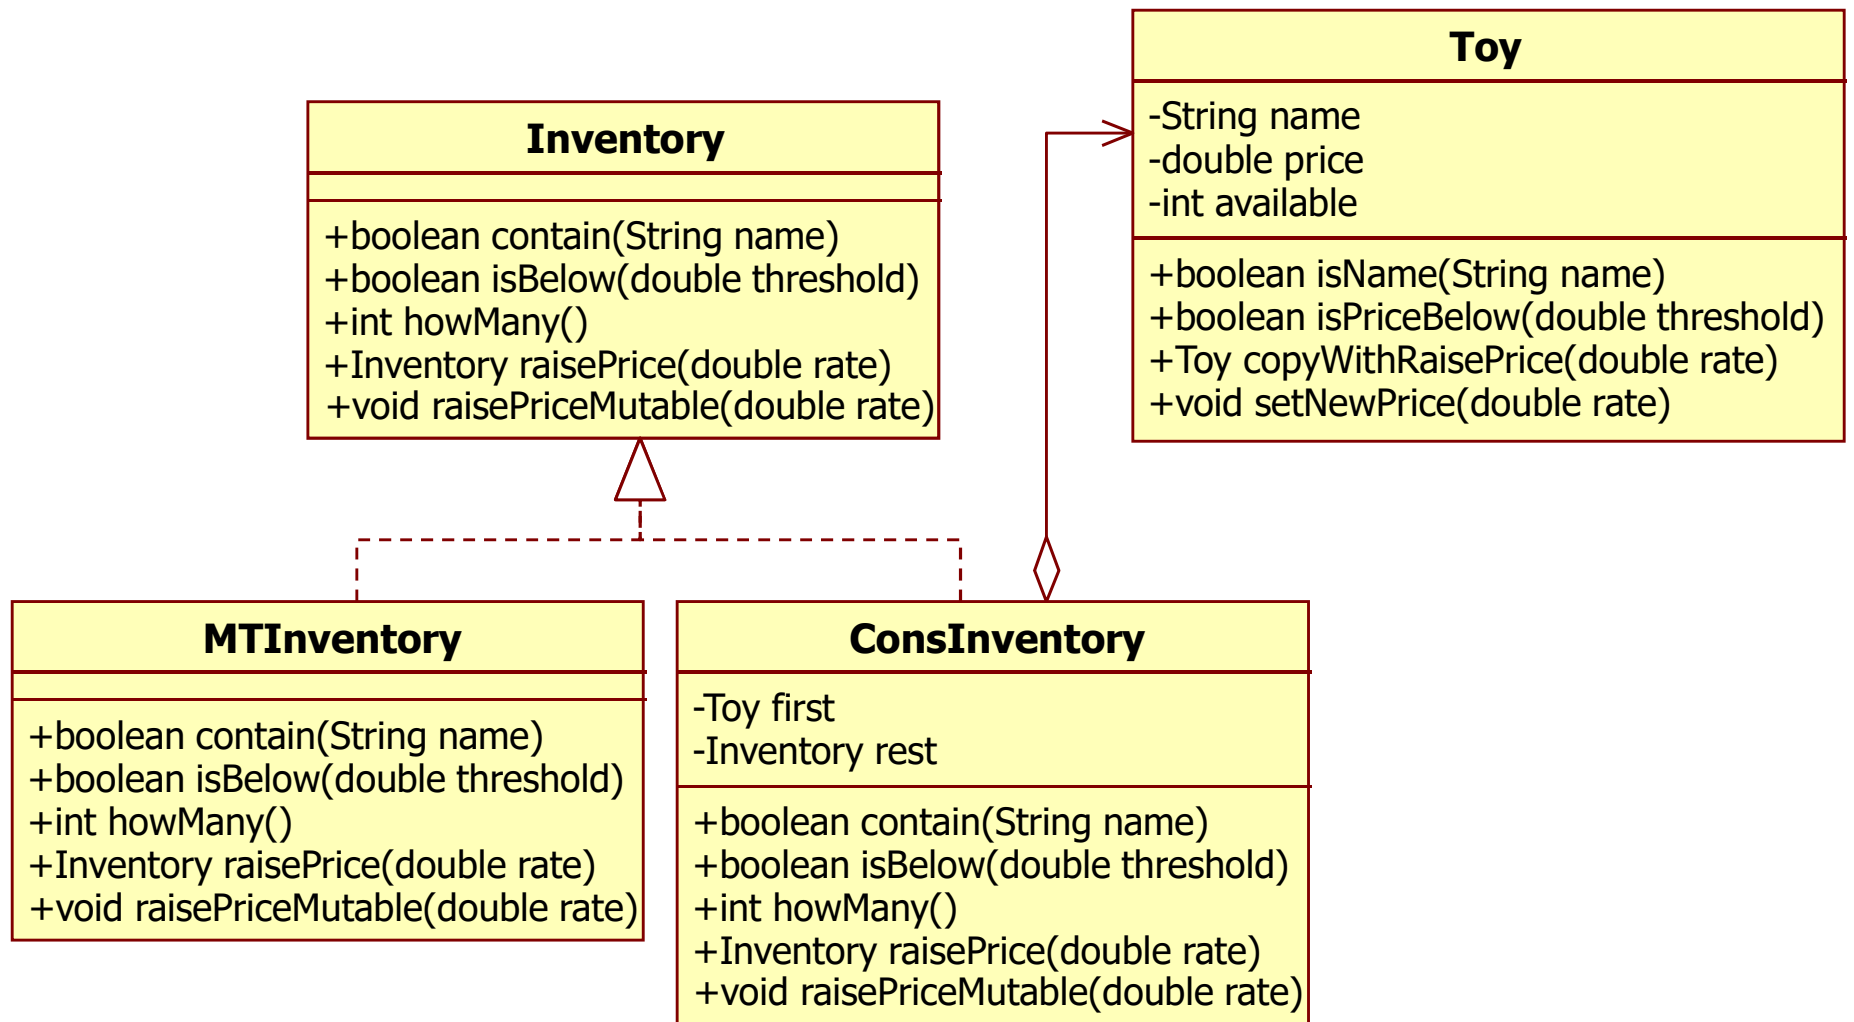 Toy
-String name
-double price
-int available
+boolean isName(String name)
+boolean isPriceBelow(double threshold)
+Toy copyWithRaisePrice(double rate)
+void setNewPrice(double rate)
Inventory
+boolean contain(String name)
+boolean isBelow(double threshold)
+int howMany()
+Inventory raisePrice(double rate)
+void raisePriceMutable(double rate)
MTInventory
+boolean contain(String name)
+boolean isBelow(double threshold)
+int howMany()
+Inventory raisePrice(double rate)
+void raisePriceMutable(double rate)
ConsInventory
-Toy first
-Inventory rest
+boolean contain(String name)
+boolean isBelow(double threshold)
+int howMany()
+Inventory raisePrice(double rate)
+void raisePriceMutable(double rate)